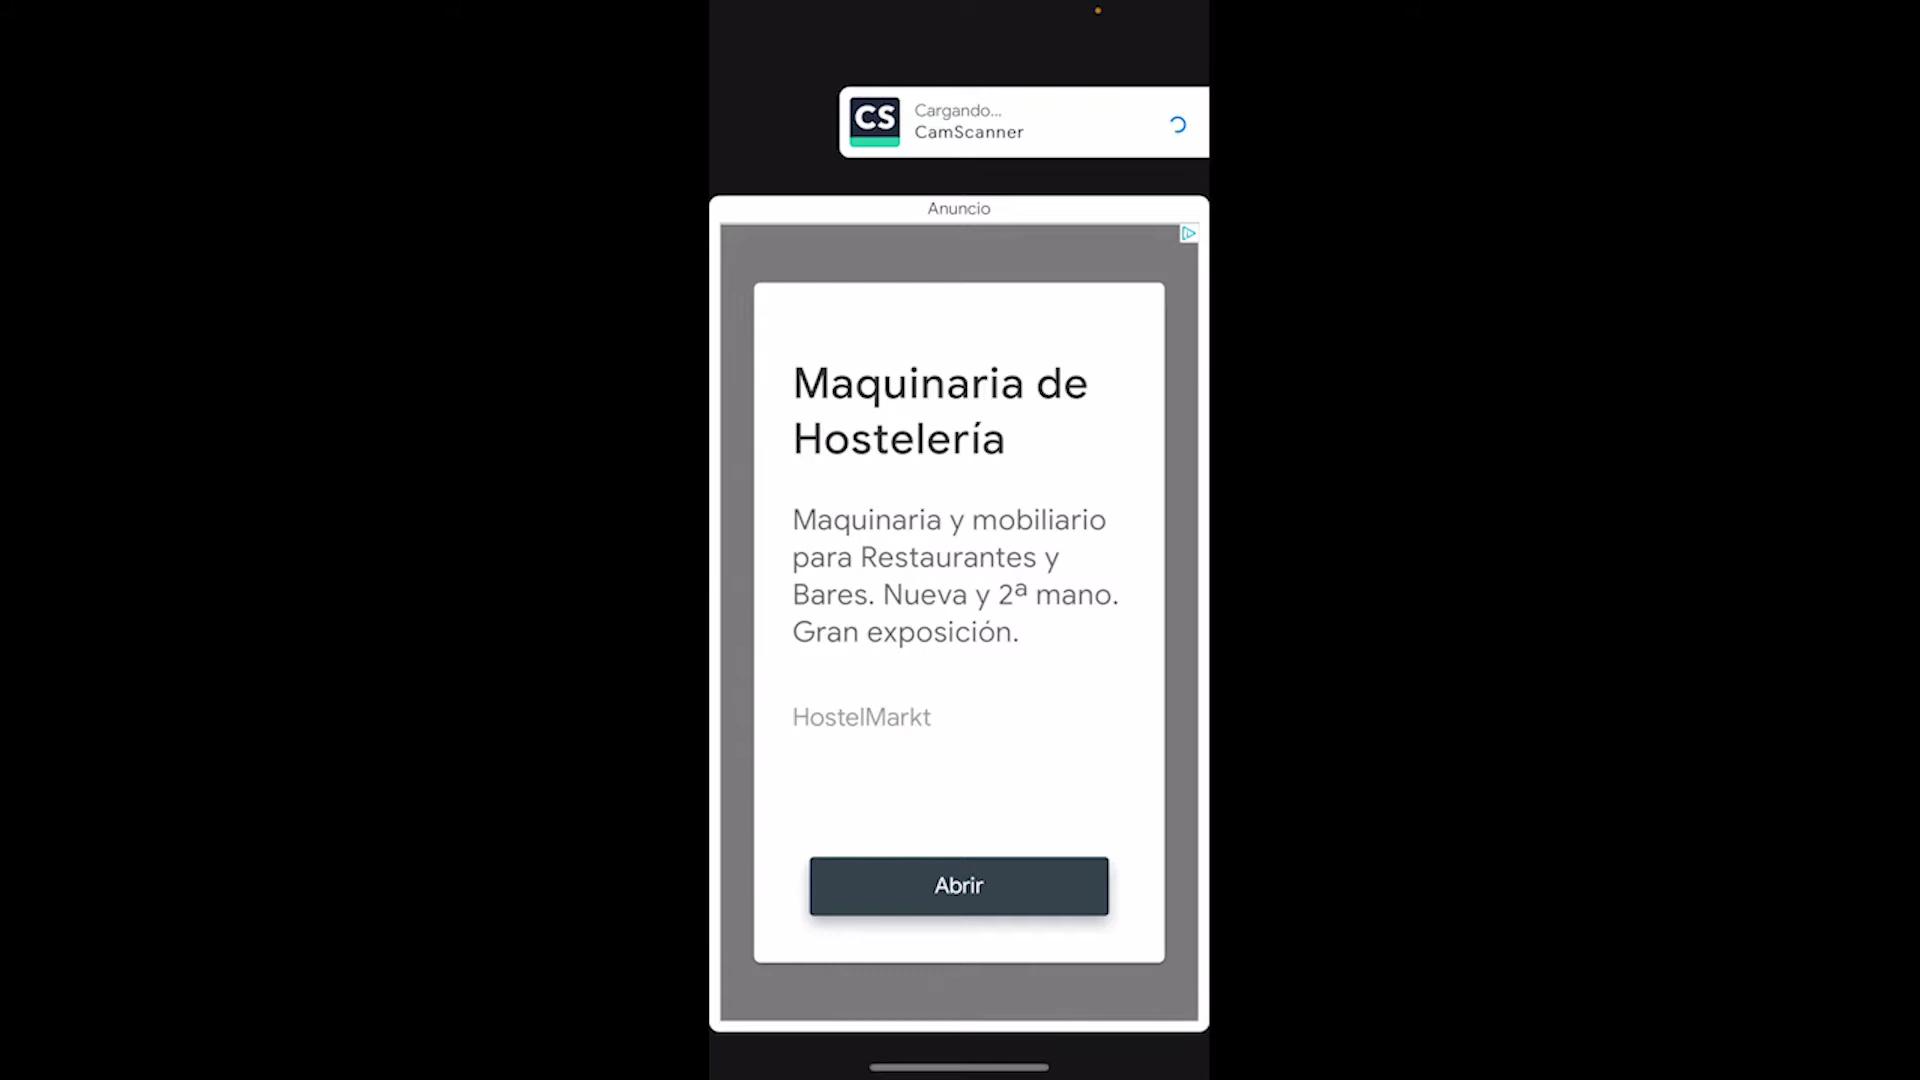 CS
Cargando...
CamScanner
Anuncio
Maquinaria de
Hostelería
Maquinaria y mobiliario
para Restaurantes y
Bares. Nueva y 2ª mano.
Gran exposición.
HostelMarkt
Abrir